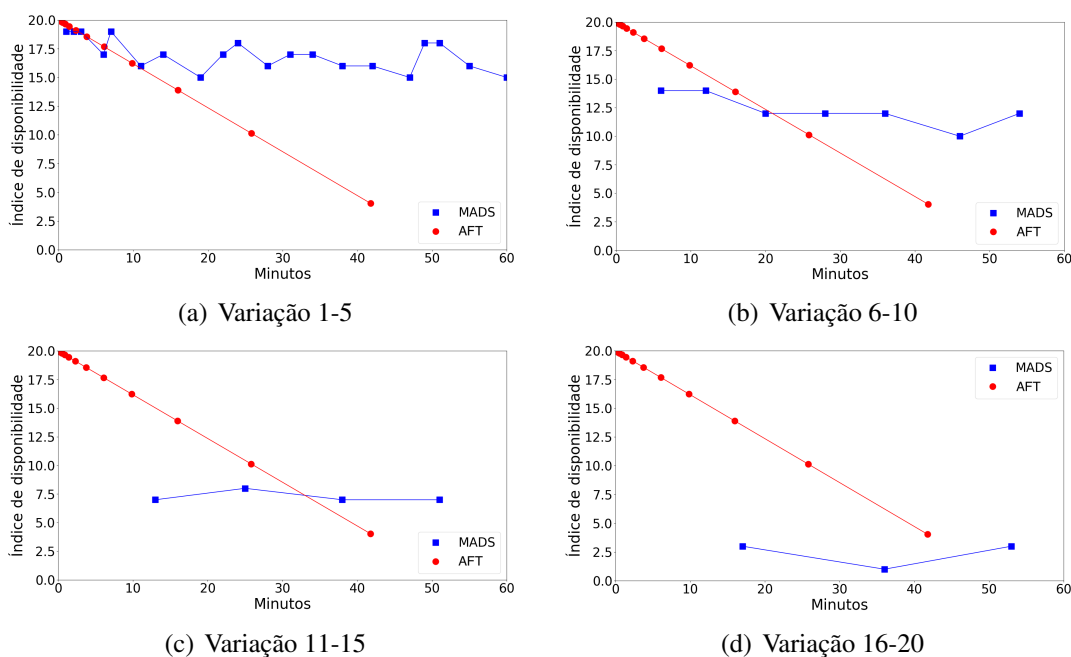 20.0
17.5
15.0
12.5
10.0
7.5
5.0
2.5
0.0
Índice de disponibilidade
0 10 20 30 40 50 60
Minutos
MADS
AFT
(a) Variação 1-5
20.0
17.5
15.0
12.5
10.0
7.5
5.0
2.5
0.0
Índice de disponibilidade
0 10 20 30 40 50 60
Minutos
MADS
AFT
(b) Variação 6-10
20.0
17.5
15.0
12.5
10.0
7.5
5.0
2.5
0.0
Índice de disponibilidade
0 10 20 30 40 50 60
Minutos
MADS
AFT
(c) Variação 11-15
20.0
17.5
15.0
12.5
10.0
7.5
5.0
2.5
0.0
Índice de disponibilidade
0 10 20 30 40 50 60
Minutos
MADS
AFT
(d) Variação 16-20